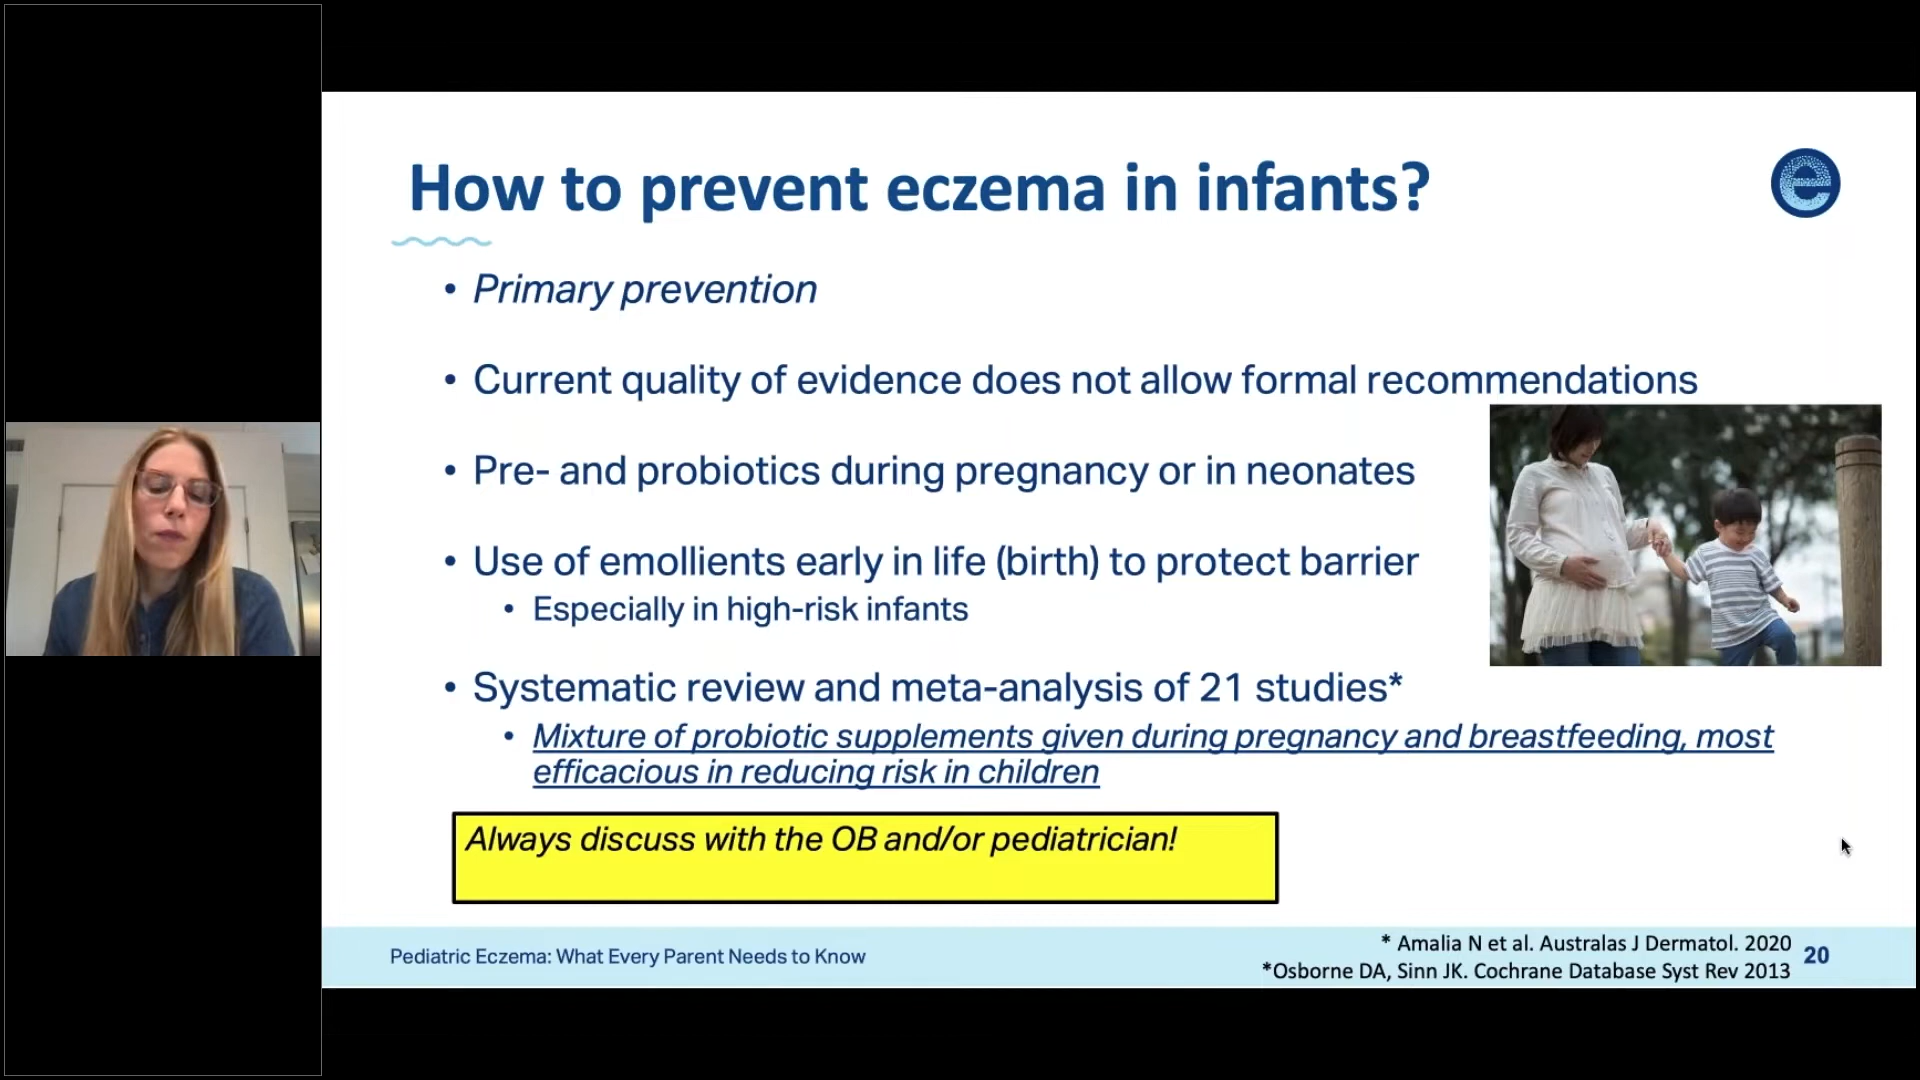 How to prevent eczema in infants?
• Primary prevention
• Current quality of evidence does not allow formal recommendations
• Pre- and probiotics during pregnancy or in neonates
• Use of emollients early in life (birth) to protect barrier
• Especially in high-risk infants
• Systematic review and meta-analysis of 21 studies*
• Mixture of probiotic supplements given during pregnancy and breastfeeding, most
efficacious in reducing risk in children
Always discuss with the OB and/or pediatrician!
Pediatric Eczema: What Every Parent Needs to Know
* Amalia N et al. Australas J Dermatol. 2020
*Osborne DA, Sinn JK. Cochrane Database Syst Rev 2013
20